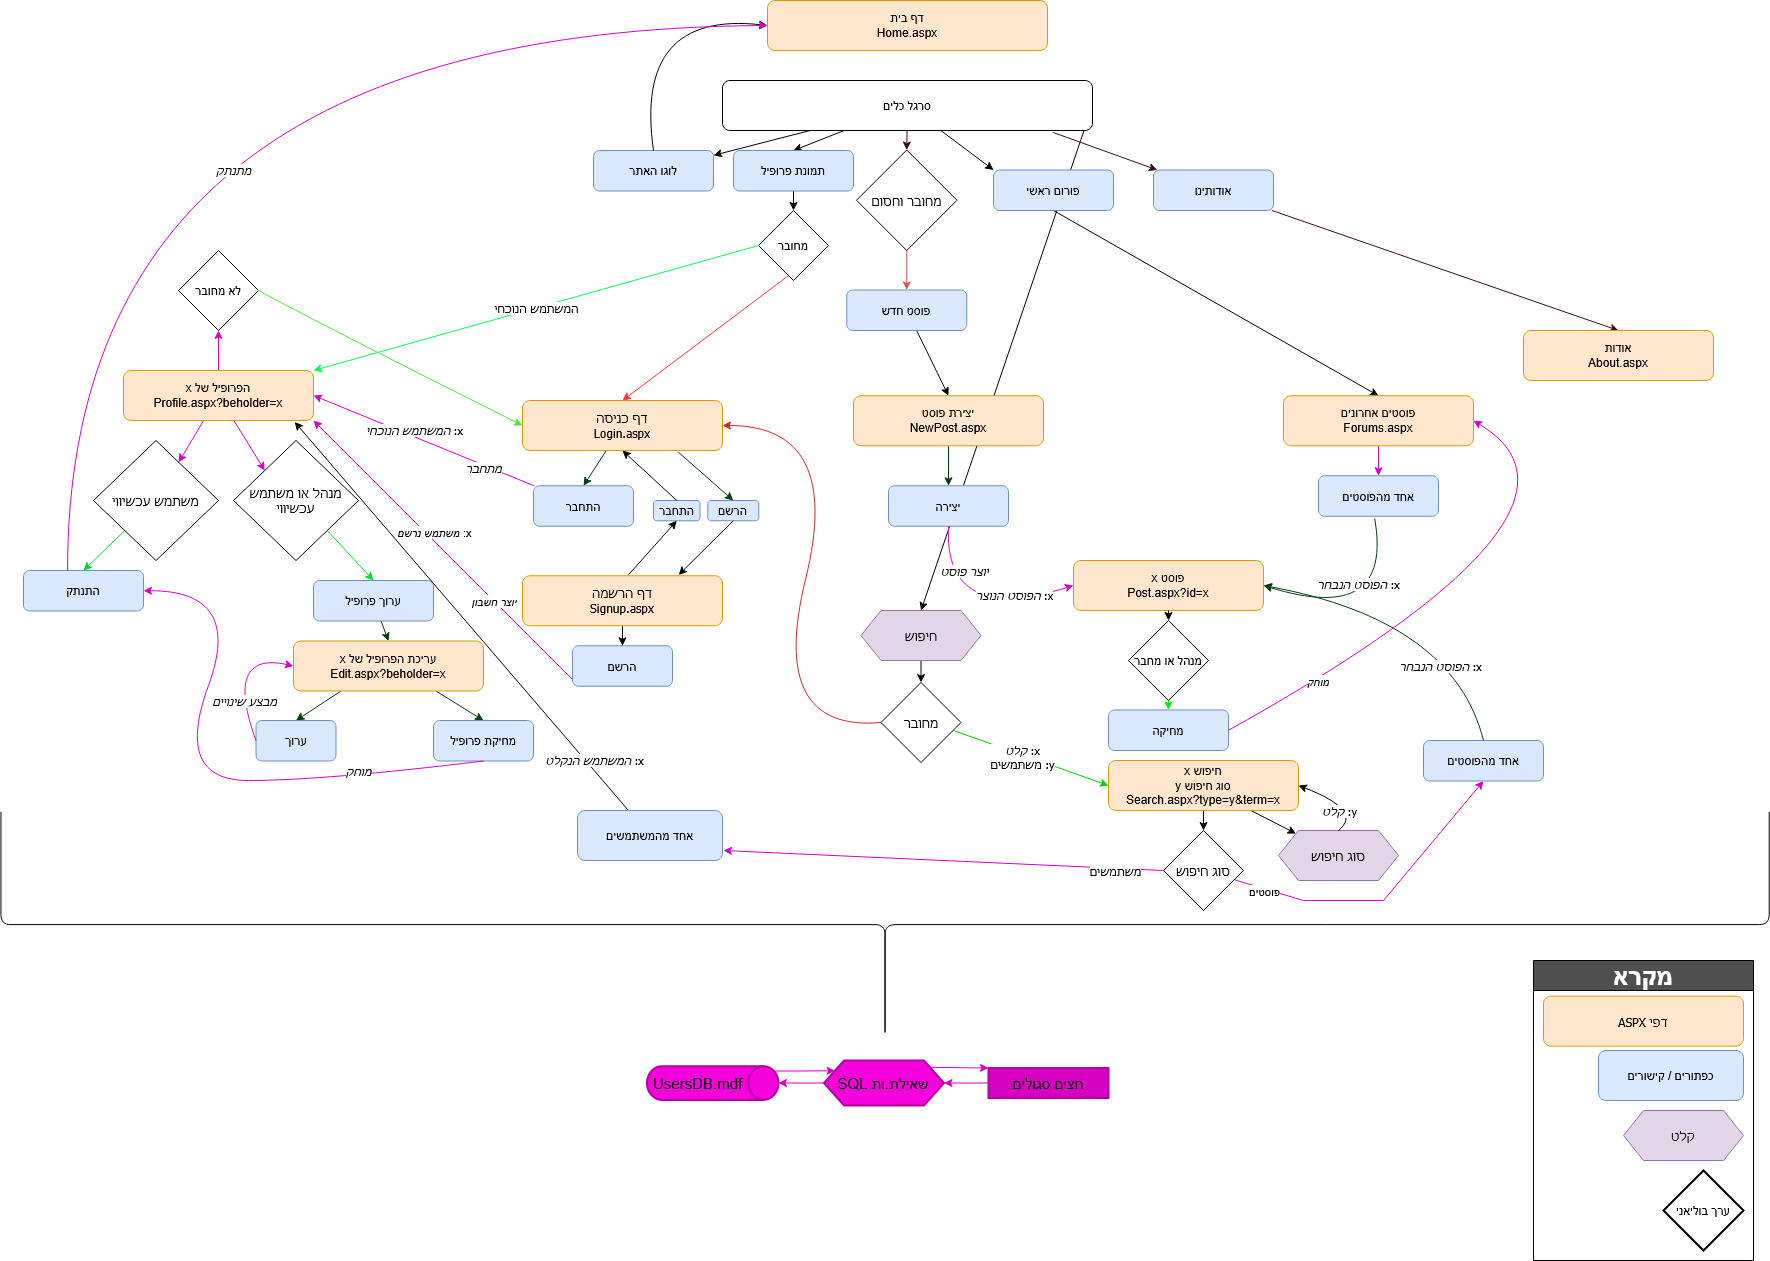 דף בית
Home.aspx
סרגל כלים
לוגו האתר
תמונת פרופיל
מחובר וחסום
פורום ראשי
אודותינו
מתנתק
מחובר
לא מחובר
המשתמש הנוכחי
פוסט חדש
אודות
About.aspx
הפרופיל של x
Profile.aspx?beholder=x
דף כניסה
Login.aspx
יצירת פוסט
NewPost.aspx
פוסטים אחרונים
Forums.aspx
x: המשתמש הנוכחי
מתחבר
משתמש עכשיווי
מנהל או משתמש
עכשיווי
התחבר
התחבר
הרשם
יצירה
אחד מהפוסטים
x: משתמש נרשם
יוצר חשבון
התנתק
ערוך פרופיל
דף הרשמה
Signup.aspx
יוצר פוסט
x: הפוסט הנוצר
פוסט x
Post.aspx?id=x
x: הפוסט הנבחר
חיפוש
הרשם
עריכת הפרופיל של x
Edit.aspx?beholder=x
מנהל או מחבר
x: הפוסט הנבחר
מוחק
מבצע שינויים
ערוך
מחיקת פרופיל
מחובר
מחיקה
מוחק
x: המשתמש הנקלט
x: קלט
y: משתמשים
חיפוש x
סוג חיפוש y
Search.aspx?type=y&term=x
אחד מהפוסטים
y: קלט
אחד מהמשתמשים
סוג חיפוש
סוג חיפוש
משתמשים
פוסטים
מקרא
דפי ASPX
כפתורים / קישורים
קלט
ערך בוליאני
UsersDB.mdf
שאילת.ות SQL
חצים סגולים